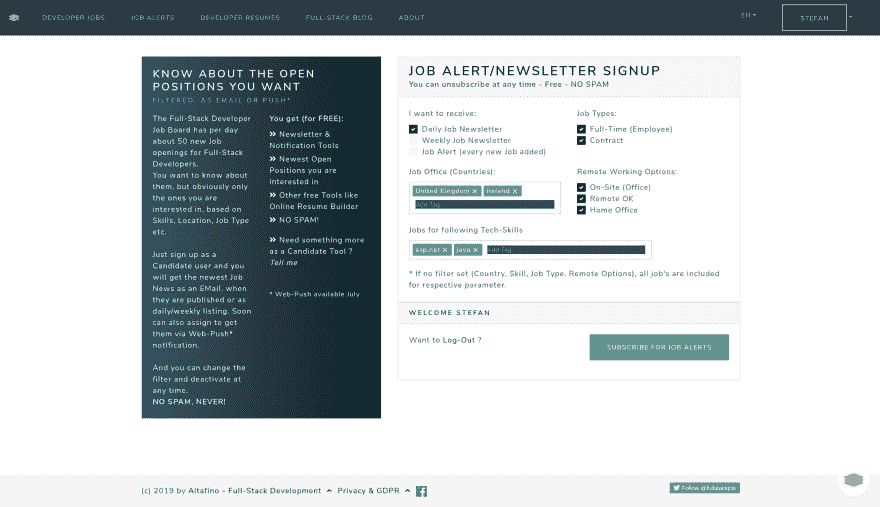 DEVELOPER JOBS
JOB ALERTS
DEVELOPER RESUMES
FULL-STACK BLOG
ABOUT
EN
STEFAN
KNOW ABOUT THE OPEN
POSITIONS YOU WANT
FILTERED, AS EMAIL OR PUSH*
The Full-Stack Developer
Job Board has per day
about 50 new Job
openings for Full-Stack
Developers.
You want to know about
them, but obviously only
the ones you are
interested in, based on
Skills, Location, Job Type
etc.
Just sign up as a
Candidate user and you
will get the newest Job
News as an EMail, when
they are published or as
daily/weekly listing. Soon
can also assign to get
them via Web-Push*
notification.
And you can change the
filter and deactivate at
any time.
NO SPAM, NEVER!
You get (for FREE):
» Newsletter &
Notification Tools
» Newest Open
Positions you are
interested in
» Other free Tools like
Online Resume Builder
» NO SPAM!
» Need something more
as a Candidate Tool ?
Tell me.
* Web-Push available July
JOB ALERT/NEWSLETTER SIGNUP
You can unsubscribe at any time - Free - NO SPAM
I want to receive:
Daily Job Newsletter
Weekly Job Newsletter
Job Alert (every new Job added)
Job Types:
Full-Time (Employee)
Contract
Job Office (Countries):
United Kingdom ×
Ireland ×
Add Tag
Remote Working Options:
On-Site (Office)
Remote OK
Home Office
Jobs for following Tech-Skills
asp.net ×
java ×
Add Tag
* If no filter set (Country, Skill, Job Type, Remote Options), all job's are included
for respective parameter.
WELCOME STEFAN
Want to Log-Out ?
SUBSCRIBE FOR JOB ALERTS
(c) 2019 by Altafino - Full-Stack Development
Privacy & GDPR
Follow